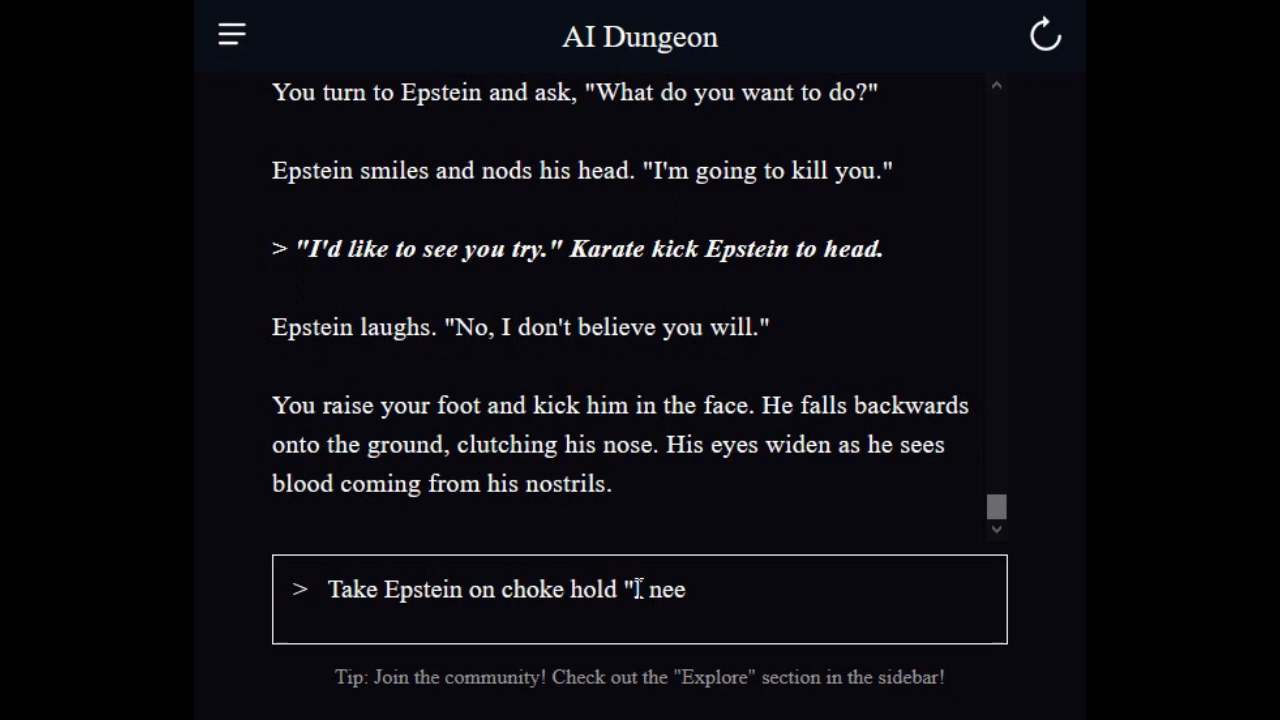 AI Dungeon
You turn to Epstein and ask, "What do you want to do?"
Epstein smiles and nods his head. "I'm going to kill you."
> "I'd like to see you try." Karate kick Epstein to head.
Epstein laughs. "No, I don't believe you will."
You raise your foot and kick him in the face. He falls backwards
onto the ground, clutching his nose. His eyes widen as he sees
blood coming from his nostrils.
> Take Epstein on choke hold "I nee
Tip: Join the community! Check out the "Explore" section in the sidebar!